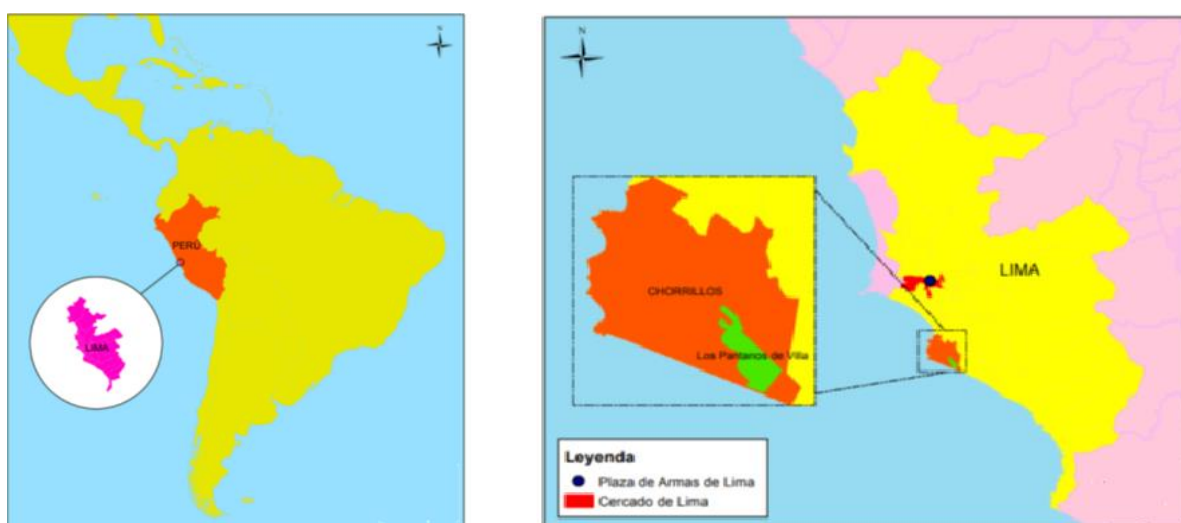 N
PERÚ
LIMA
N
LIMA
CHORRILLOS
Los Pantanos de Villa
Leyenda
Plaza de Armas de Lima
Cercado de Lima